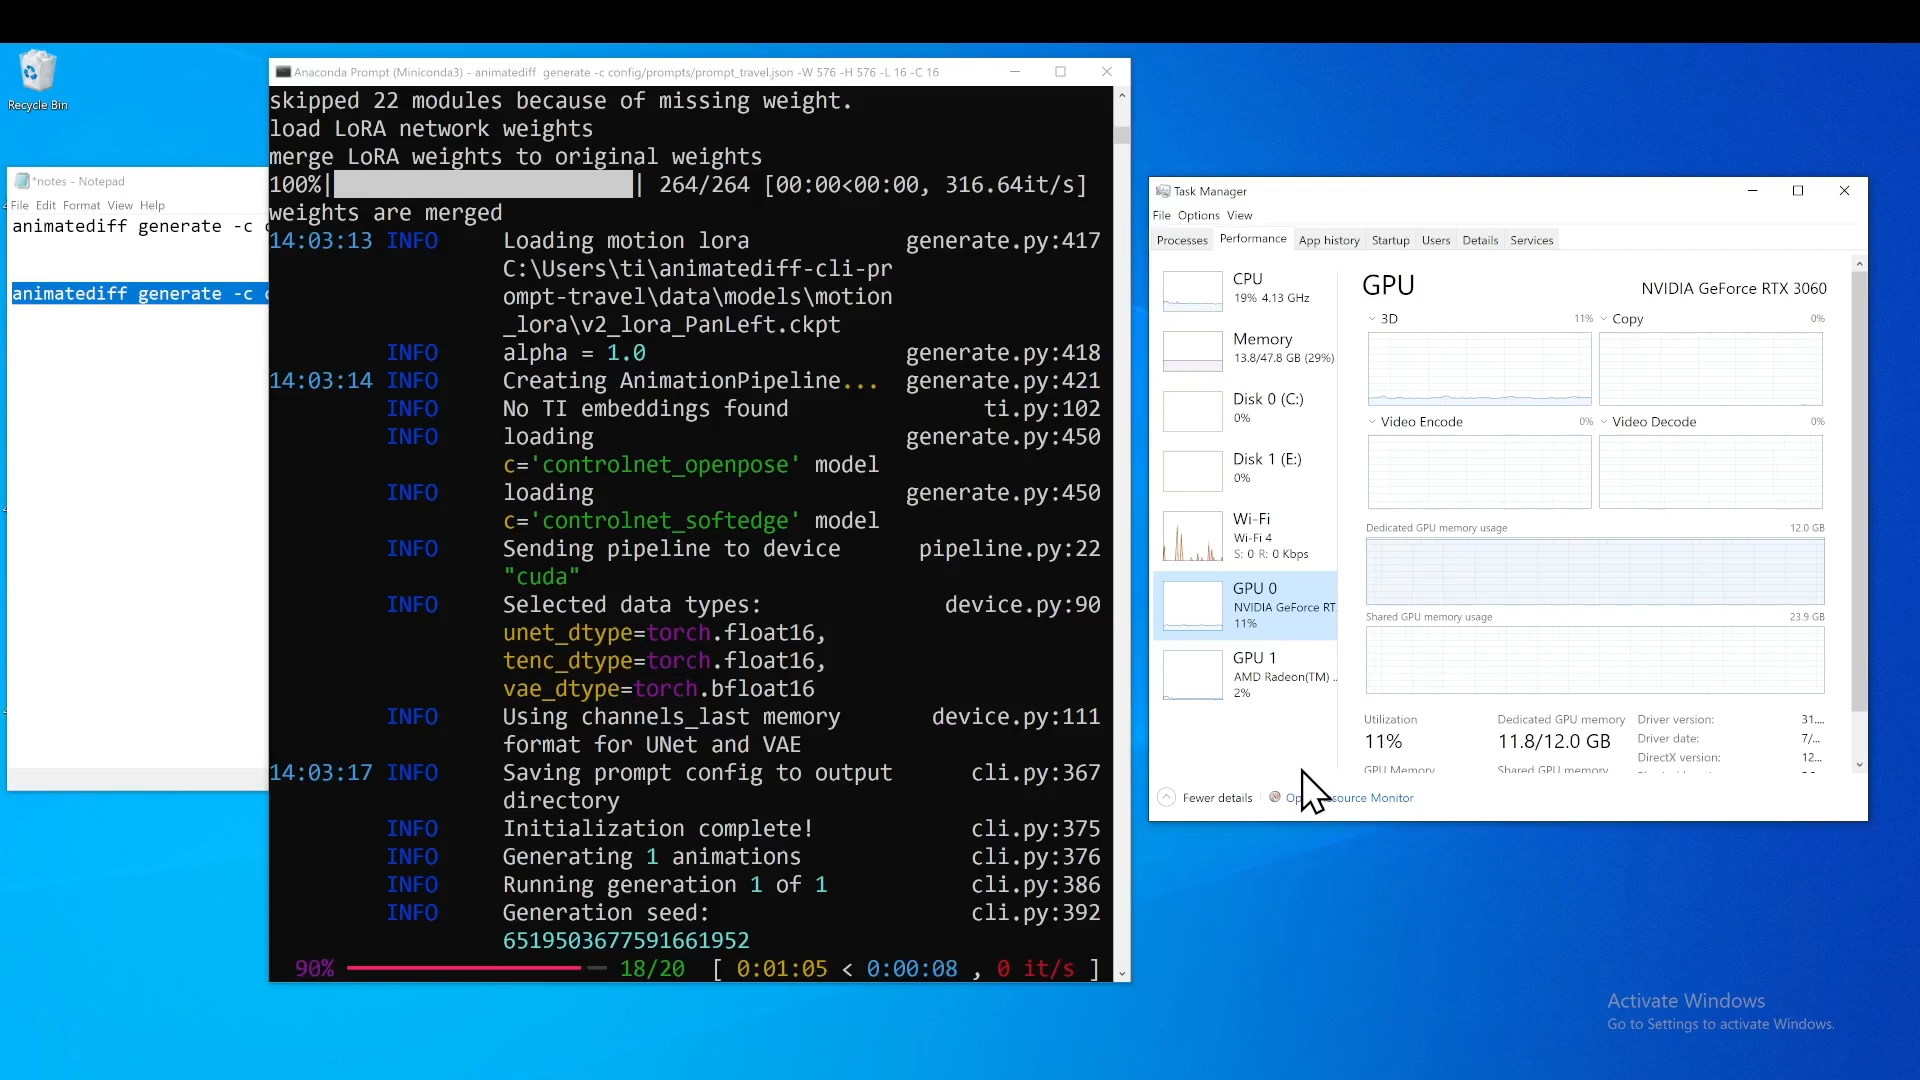 Recycle Bin
*notes - Notepad
File Edit Format View Help
animatediff generate -c
animatediff generate -c
Anaconda Prompt (Miniconda3) - animatediff generate -c config/prompts/prompt_travel.json -W 576 -H 576 -L 16 -C 16
skipped 22 modules because of missing weight.
load LoRA network weights
merge LoRA weights to original weights
100%| | 264/264 [00:00<00:00, 316.64it/s]
weights are merged
14:03:13 INFO Loading motion lora generate.py:417
C:\Users\ti\animatediff-cli-pr
ompt-travel\data\models\motion
_lora\v2_lora_PanLeft.ckpt
INFO alpha = 1.0 generate.py:418
14:03:14 INFO Creating AnimationPipeline... generate.py:421
INFO No TI embeddings found ti.py:102
INFO loading generate.py:450
c='controlnet_openpose' model
INFO loading generate.py:450
c='controlnet_softedge' model
INFO Sending pipeline to device pipeline.py:22
"cuda"
INFO Selected data types: device.py:90
unet_dtype=torch.float16,
tenc_dtype=torch.float16,
vae_dtype=torch.bfloat16
INFO Using channels_last memory device.py:111
format for UNet and VAE
14:03:17 INFO Saving prompt config to output cli.py:367
directory
INFO Initialization complete! cli.py:375
INFO Generating 1 animations cli.py:376
INFO Running generation 1 of 1 cli.py:386
INFO Generation seed: cli.py:392
6519503677591661952
90% 18/20 [ 0:01:05 < 0:00:08 , 0 it/s ]
Task Manager
File Options View
Processes Performance App history Startup Users Details Services
CPU
19% 4.13 GHz
Memory
13.8/47.8 GB (29%)
Disk 0 (C:)
0%
Disk 1 (E:)
0%
Wi-Fi
Wi-Fi 4
S: 0 R: 0 Kbps
GPU 0
NVIDIA GeForce RT
11%
GPU 1
AMD Radeon(TM) ..
2%
GPU NVIDIA GeForce RTX 3060
3D 11% Copy 0%
Video Encode 0% Video Decode 0%
Dedicated GPU memory usage 12.0 GB
Shared GPU memory usage 23.9 GB
Utilization
11%
GPU Memory
Dedicated GPU memory
11.8/12.0 GB
Shared GPU memory
Driver version: 31....
Driver date: 7/...
DirectX version: 12...
Fewer details
source Monitor
Activate Windows
Go to Settings to activate Windows.